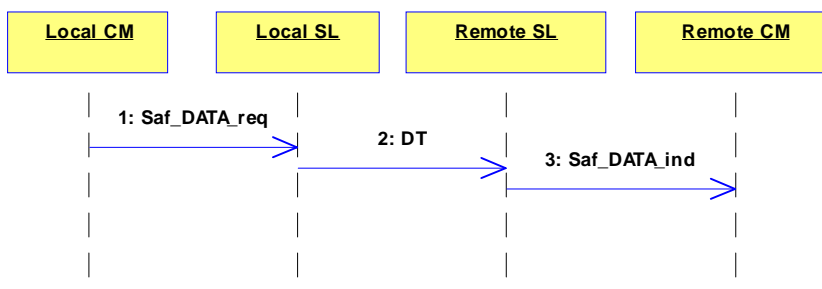 Local CM
Local SL
Remote SL
Remote CM
1: Saf_DATA_req
2: DT
3: Saf_DATA_ind